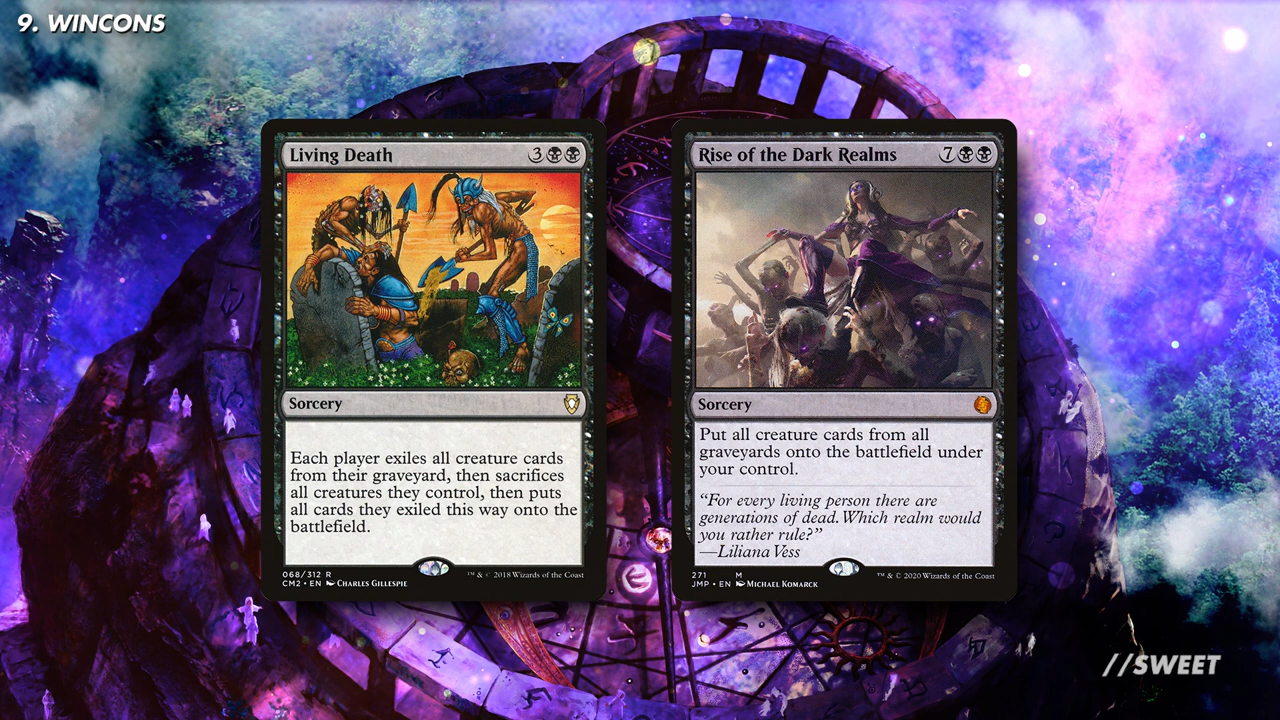 9. WINCONS
Living Death 3
Sorcery
Each player exiles all creature cards
from their graveyard, then sacrifices
all creatures they control, then puts
all cards they exiled this way onto the
battlefield.
068/312 R
CM2 • EN CHARLES GILLESPIE
™ & © 2018 Wizards of the Coast
Rise of the Dark Realms 7
Sorcery
Put all creature cards from all
graveyards onto the battlefield under
your control.
“For every living person there are
generations of dead. Which realm would
you rather rule?”
—Liliana Vess
271 M
JMP • EN MICHAEL KOMARCK
™ & © 2020 Wizards of the Coast
//SWEET